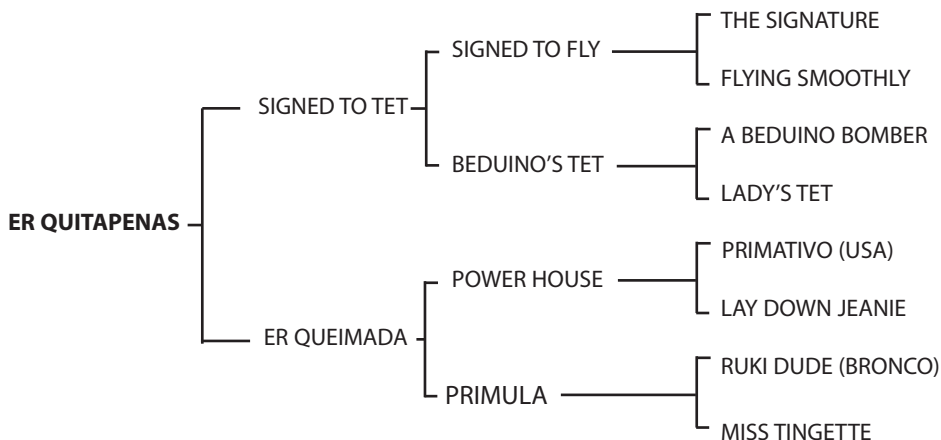 THE SIGNATURE
SIGNED TO FLY
FLYING SMOOTHLY
SIGNED TO TET
A BEDUINO BOMBER
BEDUINO’S TET
LADY’S TET
ER QUITAPENAS
PRIMATIVO (USA)
POWER HOUSE
LAY DOWN JEANIE
ER QUEIMADA
RUKI DUDE (BRONCO)
PRIMULA
MISS TINGETTE